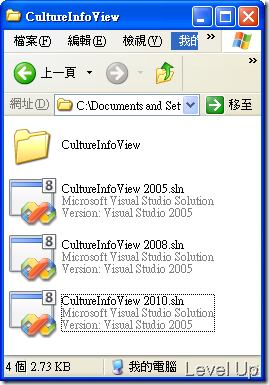 CultureInfoView
檔案(F) 編輯(E) 檢視(V) 我的
上一頁
網址(D) C:\Documents and Set 移至
CultureInfoView
8
CultureInfoView 2005.sln
Microsoft Visual Studio Solution
Version: Visual Studio 2005
8
CultureInfoView 2008.sln
Microsoft Visual Studio Solution
Version: Visual Studio 2005
8
CultureInfoView 2010.sln
Microsoft Visual Studio Solution
Version: Visual Studio 2005
4 個 2.73 KB 我的電腦
Level Up